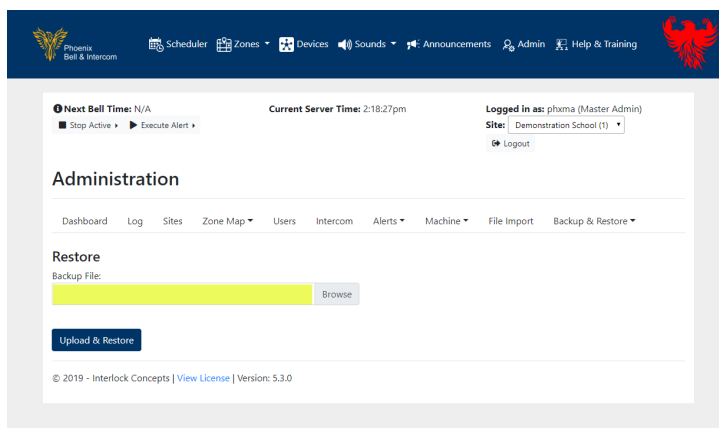 Phoenix
Bell & Intercom
Scheduler Zones Devices Sounds Announcements Admin Help & Training
Next Bell Time: N/A Current Server Time: 2:18:27pm Logged in as: phxma (Master Admin)
Stop Active Execute Alert Site: Demonstration School (1)
Logout
Administration
Dashboard Log Sites Zone Map Users Intercom Alerts Machine File Import Backup & Restore
Restore
Backup File:
Browse
Upload & Restore
© 2019 - Interlock Concepts | View License | Version: 5.3.0